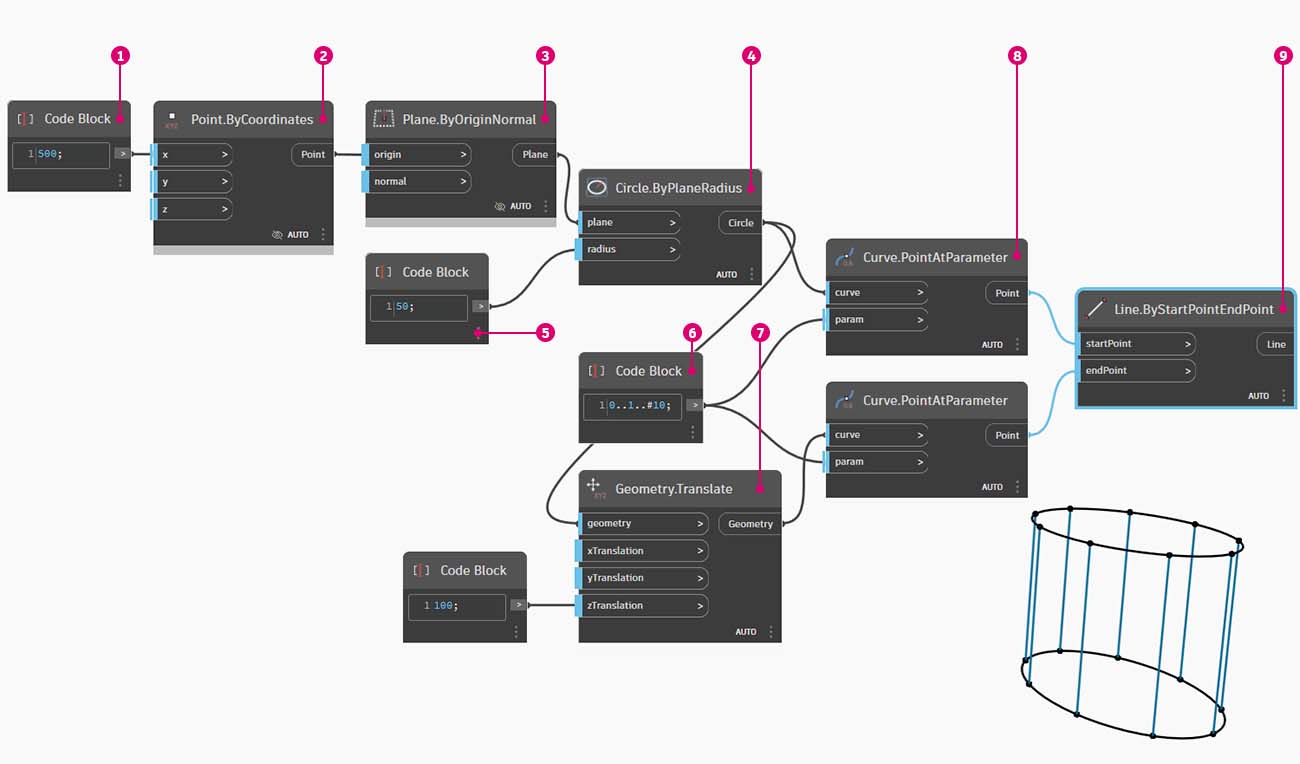 1
2
3
4
8
9
Code Block
1 500;
>
Point.ByCoordinates
XYZ
x >
y >
z >
Point
AUTO
Plane.ByOriginNormal
origin >
normal >
Plane
AUTO
Circle.ByPlaneRadius
plane >
radius >
Circle
AUTO
Code Block
1 50;
>
5
6
7
Curve.PointAtParameter
curve >
param >
Point
AUTO
Line.ByStartPointEndPoint
startPoint >
endPoint >
Line
AUTO
Code Block
1 0..1..#10;
>
Curve.PointAtParameter
curve >
param >
Point
AUTO
Geometry.Translate
XYZ
geometry >
xTranslation >
yTranslation >
zTranslation >
Geometry
AUTO
Code Block
1 100;
>